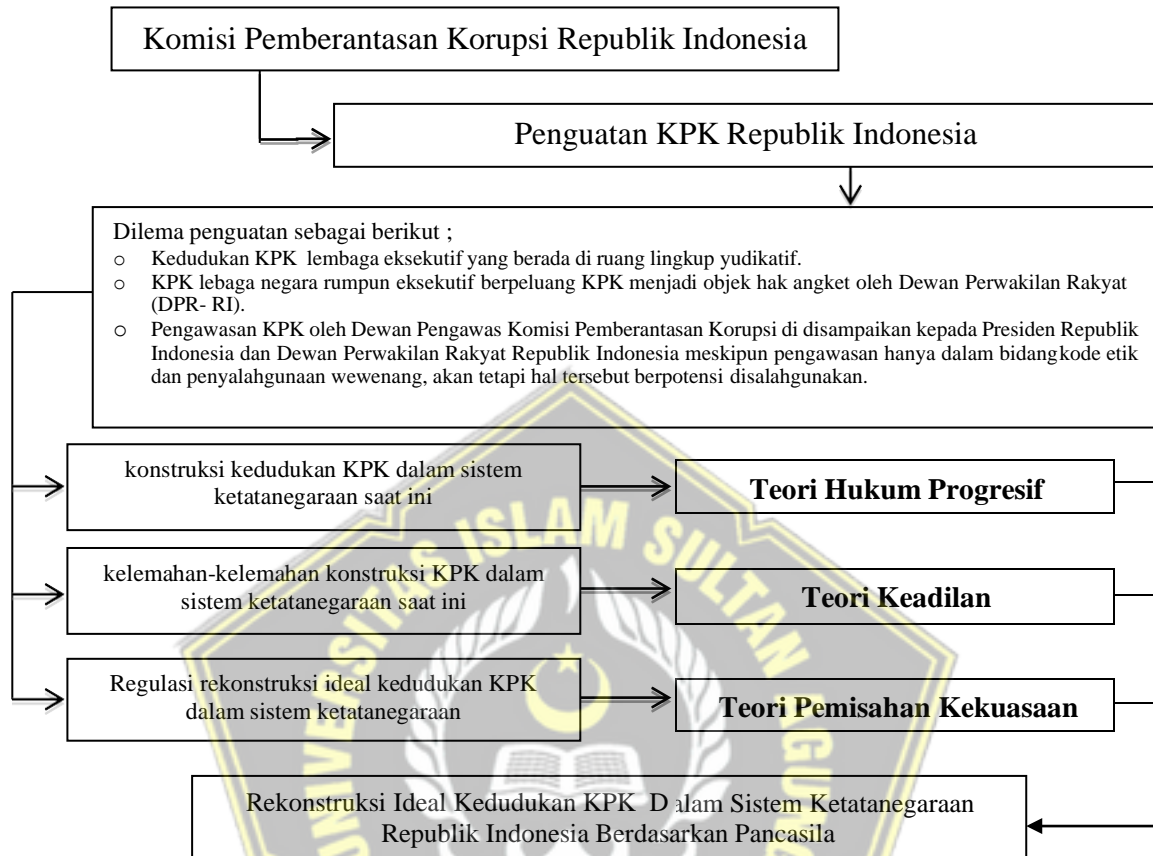 Komisi Pemberantasan Korupsi Republik Indonesia
Penguatan KPK Republik Indonesia
Dilema penguatan sebagai berikut ;
o Kedudukan KPK lembaga eksekutif yang berada di ruang lingkup yudikatif.
o KPK lebaga negara rumpun eksekutif berpeluang KPK menjadi objek hak angket oleh Dewan Perwakilan Rakyat
(DPR- RI).
o Pengawasan KPK oleh Dewan Pengawas Komisi Pemberantasan Korupsi di disampaikan kepada Presiden Republik
Indonesia dan Dewan Perwakilan Rakyat Republik Indonesia meskipun pengawasan hanya dalam bidangkode etik
dan penyalahgunaan wewenang, akan tetapi hal tersebut berpotensi disalahgunakan.
konstruksi kedudukan KPK dalam sistem
ketatanegaraan saat ini
Teori Hukum Progresif
kelemahan-kelemahan konstruksi KPK dalam
sistem ketatanegaraan saat ini
Teori Keadilan
Regulasi rekonstruksi ideal kedudukan KPK
dalam sistem ketatanegaraan
Teori Pemisahan Kekuasaan
Rekonstruksi Ideal Kedudukan KPK Dalam Sistem Ketatanegaraan
Republik Indonesia Berdasarkan Pancasila
UNIVERSITAS ISLAM SULTAN AGUNG